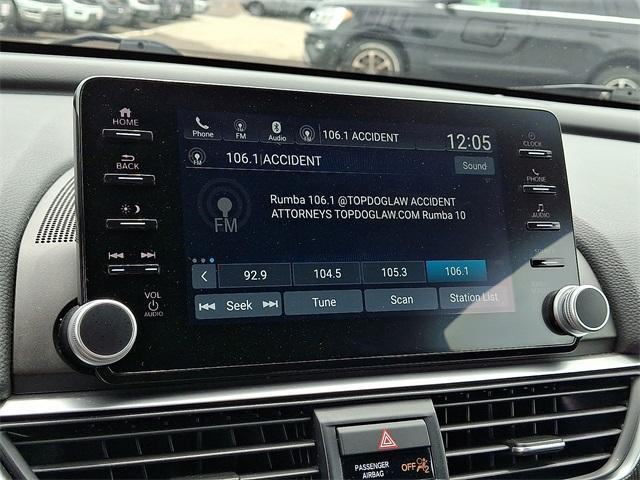 HOME
BACK
VOL
AUDIO
Phone
FM
Audio
106.1 ACCIDENT
12:05
106.1 ACCIDENT
Sound
FM
Rumba 106.1 @TOPDOGLAW ACCIDENT
ATTORNEYS TOPDOGLAW.COM Rumba 10
92.9 104.5 105.3 106.1
Seek Tune Scan Station List
CLOCK
PHONE
AUDIO
PASSENGER
AIRBAG
OFF